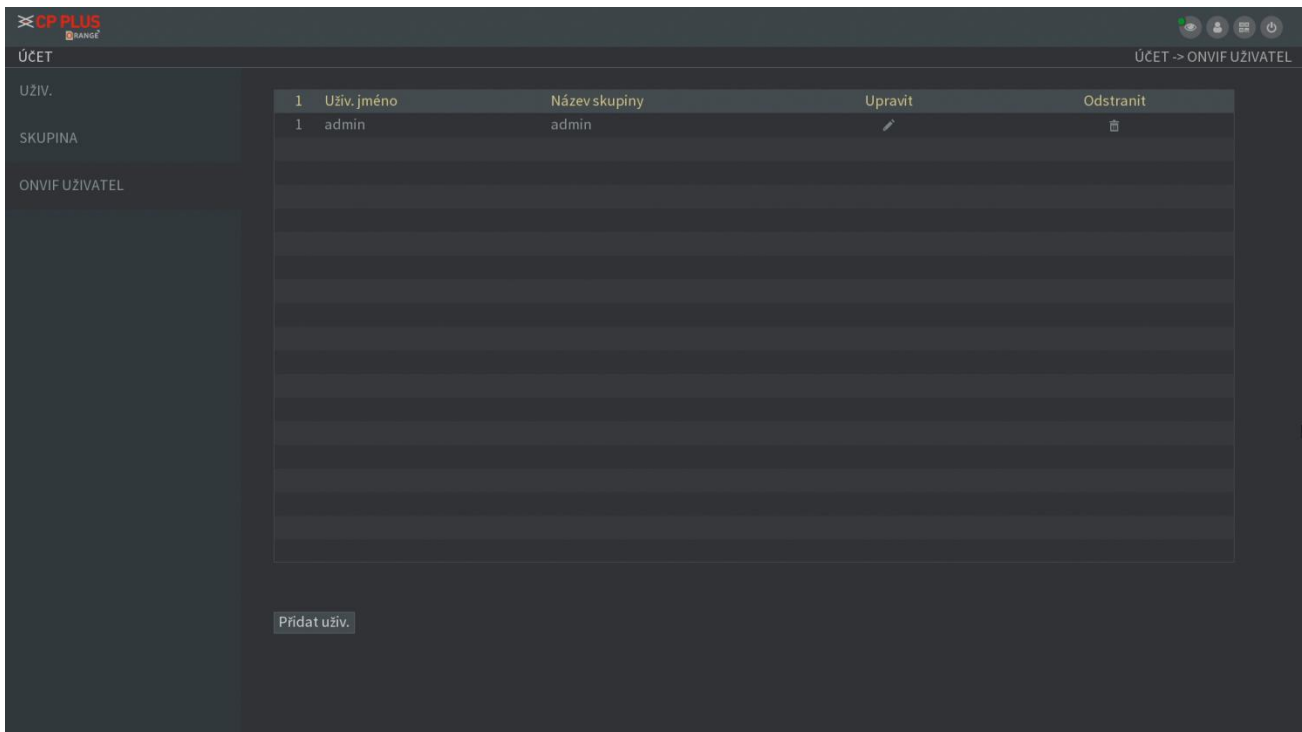 CP PLUS
ORANGE
ÚČET
ÚČET -> ONVIF UŽIVATEL
UŽIV.
SKUPINA
ONVIF UŽIVATEL
1 Uživ. jméno Název skupiny Upravit Odstranit
1 admin admin
Přidat uživ.